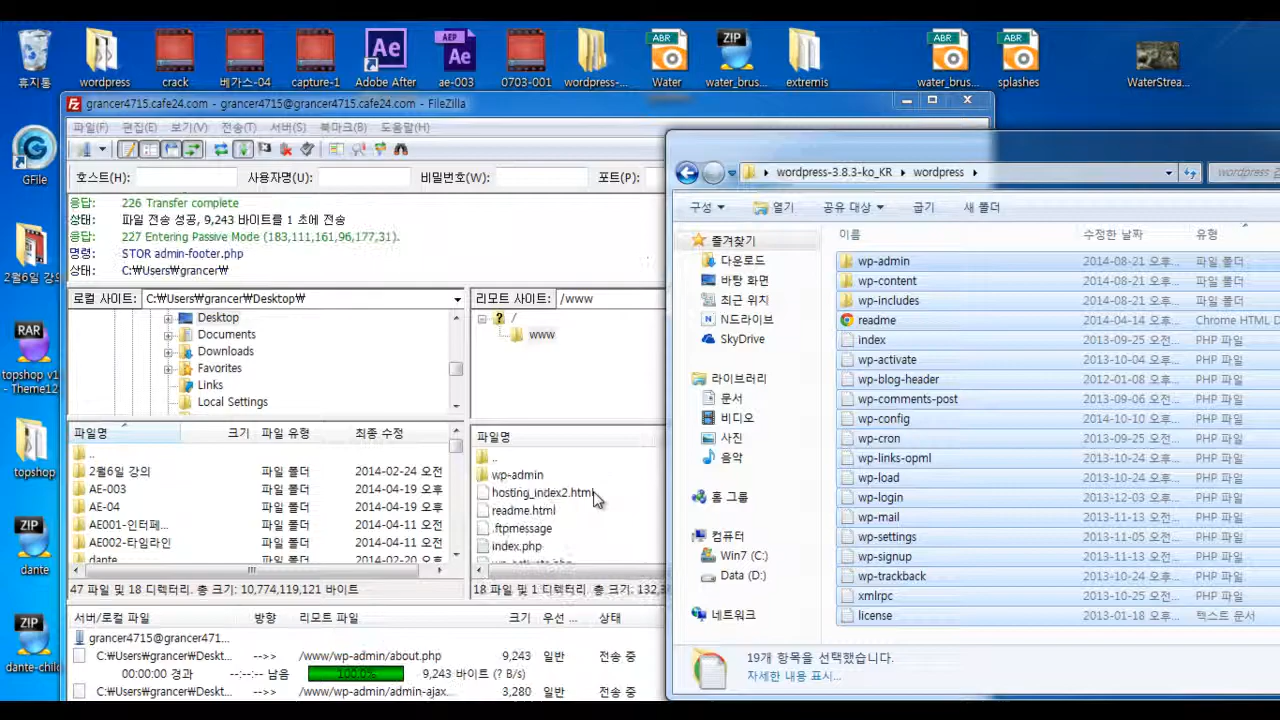 휴지통
wordpress
crack
베가스-04
capture-1
Adobe After
ae-003
0703-001
wordpress-...
Water
water_brus...
extremis
water_brus...
splashes
WaterStrea...
ABR
ZIP
ABR
ABR
Ae
AEP
Ae
GFile
2월6일 강의
RAR
topshop v1
- Theme12
topshop
ZIP
dante
ZIP
dante-child
grancer4715.cafe24.com - grancer4715@grancer4715.cafe24.com - FileZilla
파일(F) 편집(E) 보기(V) 전송(T) 서버(S) 북마크(B) 도움말(H)
호스트(H): 사용자명(U): 비밀번호(W): 포트(P):
응답: 226 Transfer complete
상태: 파일 전송 성공, 9,243 바이트를 1 초에 전송
응답: 227 Entering Passive Mode (183,111,161,96,177,31).
명령: STOR admin-footer.php
상태: C:₩Users₩grancer₩
로컬 사이트: C:₩Users₩grancer₩Desktop₩
Desktop
Documents
Downloads
Favorites
Links
Local Settings
리모트 사이트: /www
/
www
파일명 크기 파일 유형 최종 수정
..
2월6일 강의 파일 폴더 2014-02-24 오전
AE-003 파일 폴더 2014-04-19 오후
AE-04 파일 폴더 2014-04-19 오후
AE001-인터페... 파일 폴더 2014-04-11 오전
AE002-타임라인 파일 폴더 2014-04-11 오전
dante 파일 폴더 2014-02-20 오전
47 파일 및 18 디렉터리. 총 크기: 10,774,119,121 바이트
파일명
..
wp-admin
hosting_index2.html
readme.html
.ftpmessage
index.php
wp-activate.php
18 파일 및 1 디렉터리. 총 크기: 132,3
서버/로컬 파일 방향 리모트 파일 크기 우선 ... 상태
grancer4715@grancer471...
C:₩Users₩grancer₩Deskt... -->> /www/wp-admin/about.php 9,243 일반 전송 중
00:00:00 경과 --:--:-- 남음 100.0% 9,243 바이트 (? B/s)
C:₩Users₩grancer₩Deskt... -->> /www/wp-admin/admin-ajax... 3,280 일반 전송 중
wordpress-3.8.3-ko_KR wordpress
wordpress 검
구성 열기 공유 대상 굽기 새 폴더
즐겨찾기
다운로드
바탕 화면
최근 위치
N드라이브
SkyDrive
라이브러리
문서
비디오
사진
음악
홈 그룹
컴퓨터
Win7 (C:)
Data (D:)
네트워크
이름 수정한 날짜 유형
wp-admin 2014-08-21 오후... 파일 폴더
wp-content 2014-08-21 오후... 파일 폴더
wp-includes 2014-08-21 오후... 파일 폴더
readme 2014-04-14 오후... Chrome HTML D
index 2013-09-25 오전... PHP 파일
wp-activate 2013-10-04 오후... PHP 파일
wp-blog-header 2012-01-08 오후... PHP 파일
wp-comments-post 2013-09-06 오전... PHP 파일
wp-config 2014-10-10 오후... PHP 파일
wp-cron 2013-09-25 오전... PHP 파일
wp-links-opml 2013-10-24 오후... PHP 파일
wp-load 2013-10-24 오후... PHP 파일
wp-login 2013-12-03 오후... PHP 파일
wp-mail 2013-11-13 오전... PHP 파일
wp-settings 2013-11-05 오후... PHP 파일
wp-signup 2013-11-13 오전... PHP 파일
wp-trackback 2013-10-24 오후... PHP 파일
xmlrpc 2013-10-25 오전... PHP 파일
license 2013-01-18 오후... 텍스트 문서
19개 항목을 선택했습니다.
자세한 내용 표시...